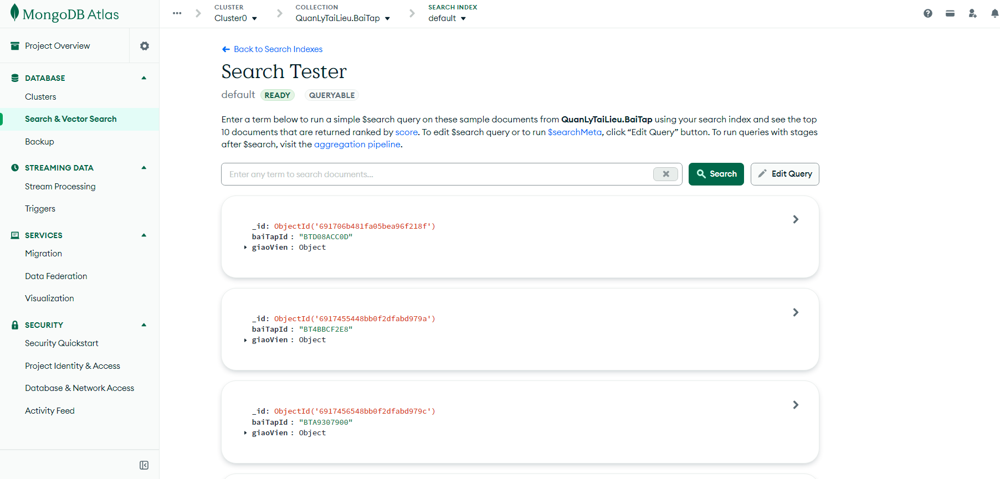 MongoDB Atlas
CLUSTER
Cluster0
COLLECTION
QuanLyTaiLieu.BaiTap
SEARCH INDEX
default
Project Overview
DATABASE
Clusters
Search & Vector Search
Backup
STREAMING DATA
Stream Processing
Triggers
SERVICES
Migration
Data Federation
Visualization
SECURITY
Security Quickstart
Project Identity & Access
Database & Network Access
Activity Feed
Back to Search Indexes
Search Tester
default READY QUERYABLE
Enter a term below to run a simple $search query on these sample documents from QuanLyTaiLieu.BaiTap using your search index and see the top
10 documents that are returned ranked by score. To edit $search query or to run $searchMeta, click “Edit Query” button. To run queries with stages
after $search, visit the aggregation pipeline.
Enter any term to search documents...
Search
Edit Query
_id: ObjectId('691706b481fa05bea96f218f')
baiTapId : "BTD08ACC0D"
giaoVien : Object
_id: ObjectId('6917455448bb0f2dfabd979a')
baiTapId : "BT4BBCF2E8"
giaoVien : Object
_id: ObjectId('6917456548bb0f2dfabd979c')
baiTapId : "BTA9307900"
giaoVien : Object